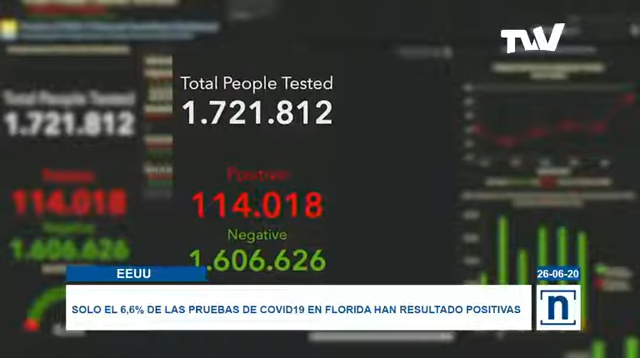 TVV
Total People Tested
1.721.812
Total People Tested
1.721.812
Positive
114.018
Positive
114.018
Negative
1.606.626
Negative
1.606.626
EEUU
26-06-20
SOLO EL 6,6% DE LAS PRUEBAS DE COVID19 EN FLORIDA HAN RESULTADO POSITIVAS
n